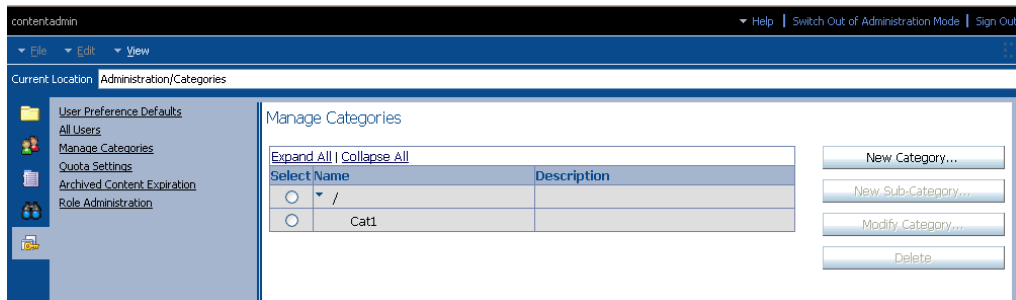 contentadmin
Help | Switch Out of Administration Mode | Sign Out
File Edit View
Current Location Administration/Categories
User Preference Defaults
All Users
Manage Categories
Quota Settings
Archived Content Expiration
Role Administration
Manage Categories
Expand All | Collapse All
Select Name Description
/
Cat1
New Category...
New Sub-Category...
Modify Category...
Delete